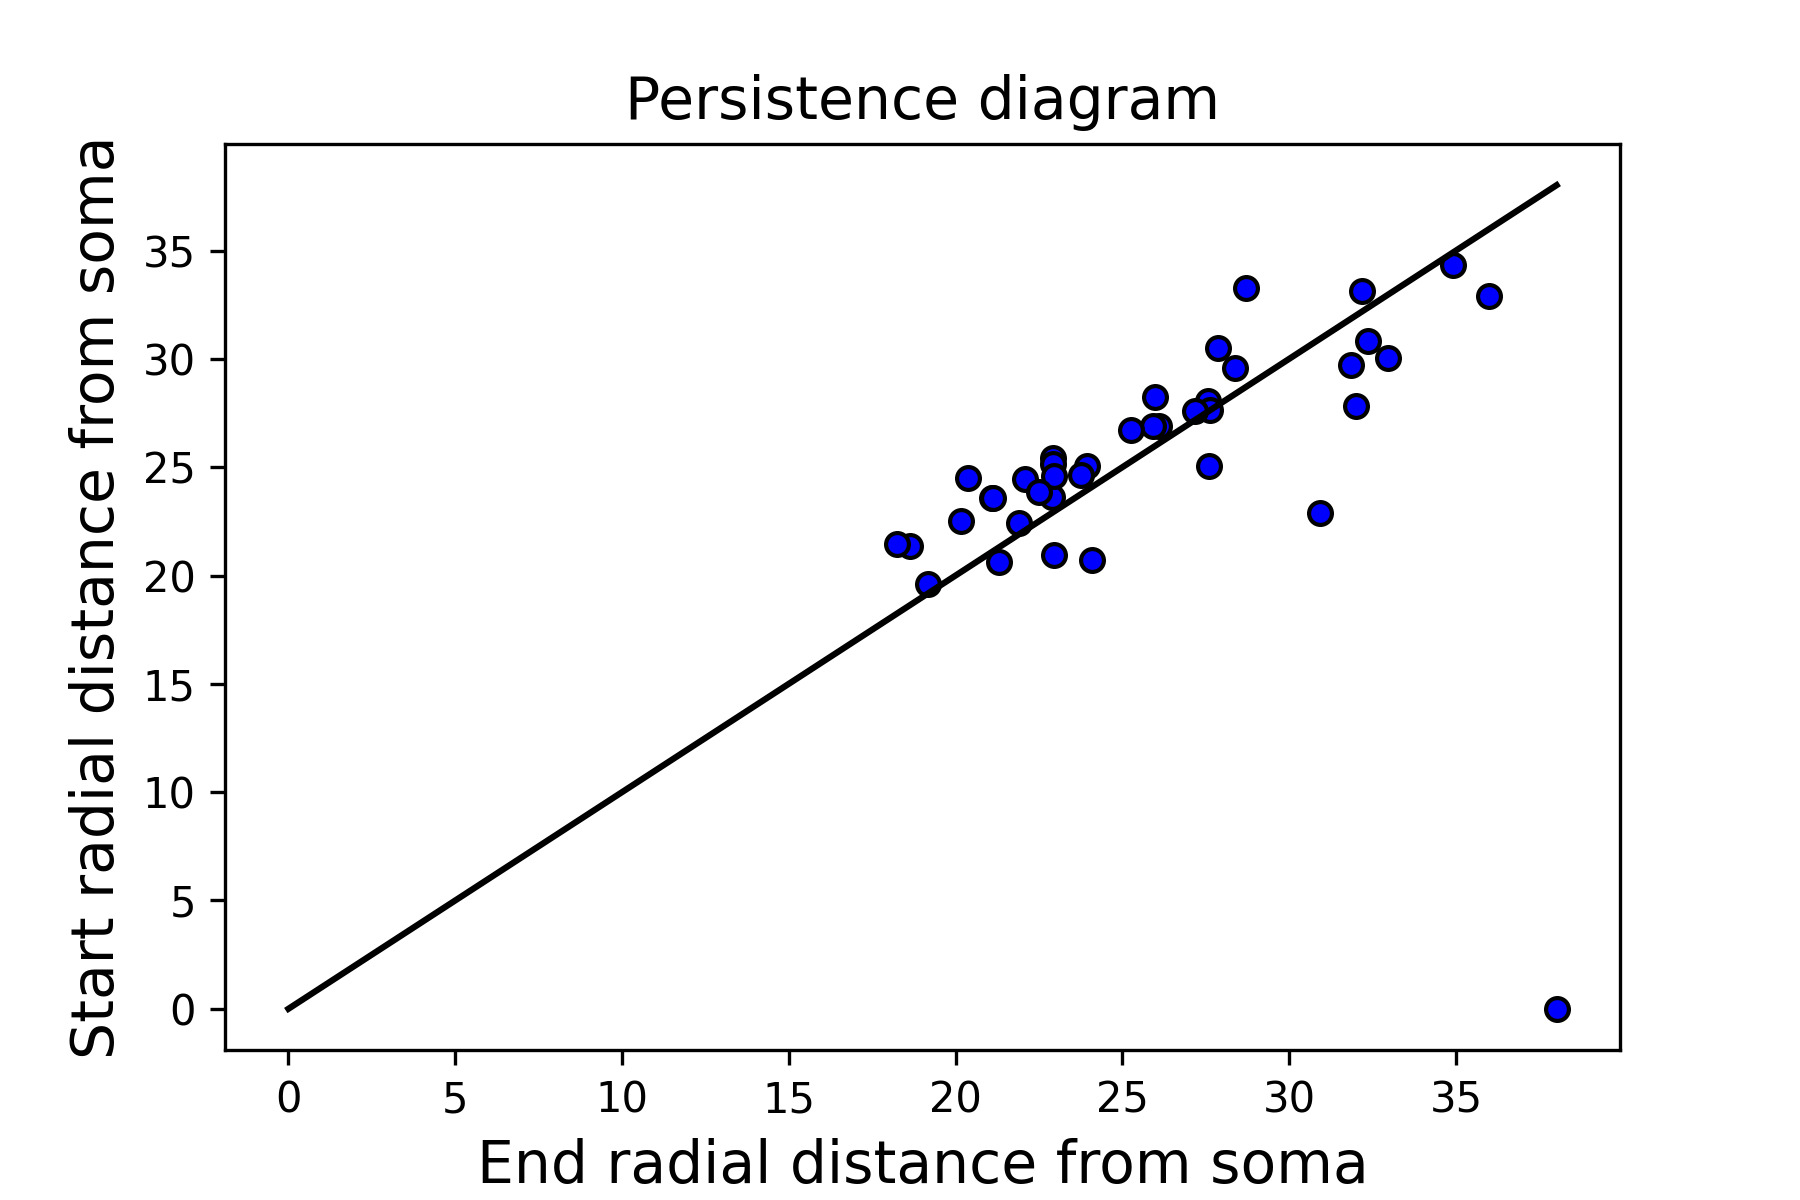 Persistence diagram
Start radial distance from soma
35
30
25
20
15
10
5
0
0 5 10 15 20 25 30 35
End radial distance from soma